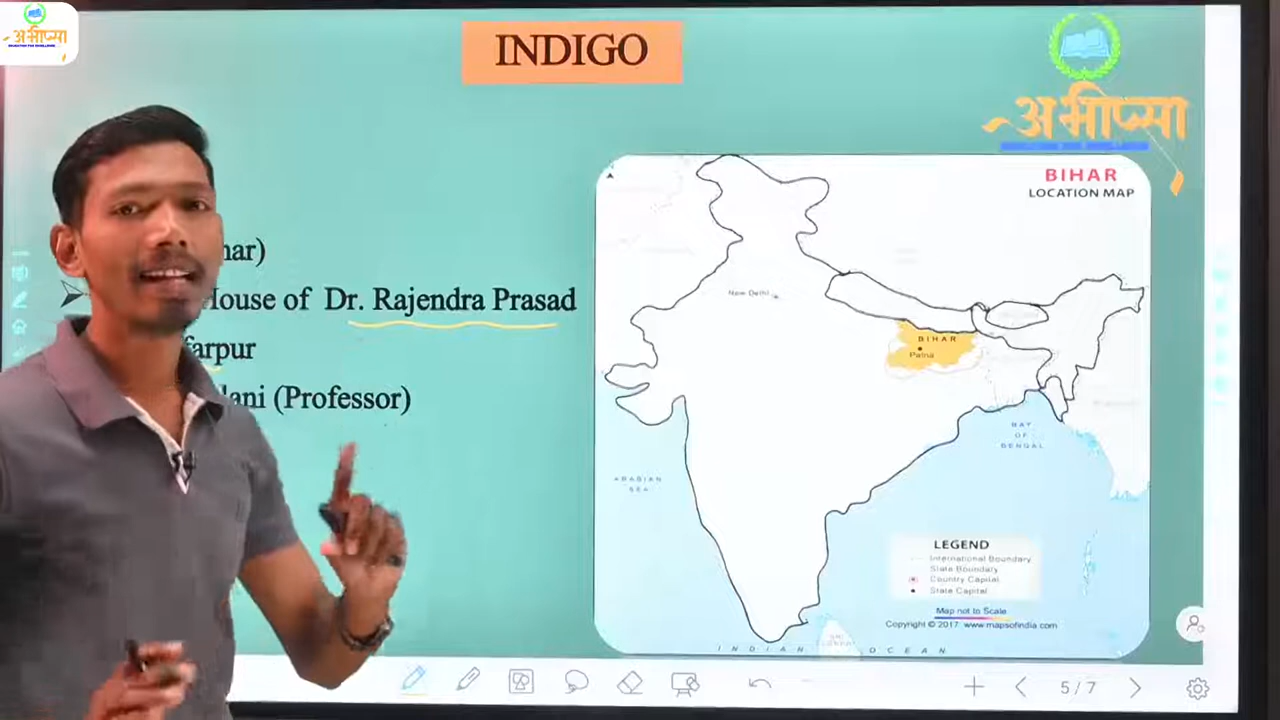 अभीप्सा
INDIGO
अभीप्सा
BIHAR
LOCATION MAP
har)
House of Dr. Rajendra Prasad
farpur
lani (Professor)
New Delhi
BIHAR
Patna
BAY
OF
BENGAL
ARABIAN
SEA
LEGEND
International Boundary
State Boundary
Country Capital
State Capital
Map not to Scale
Copyright © 2017 www.mapsofindia.com
INDIAN OCEAN
5/7